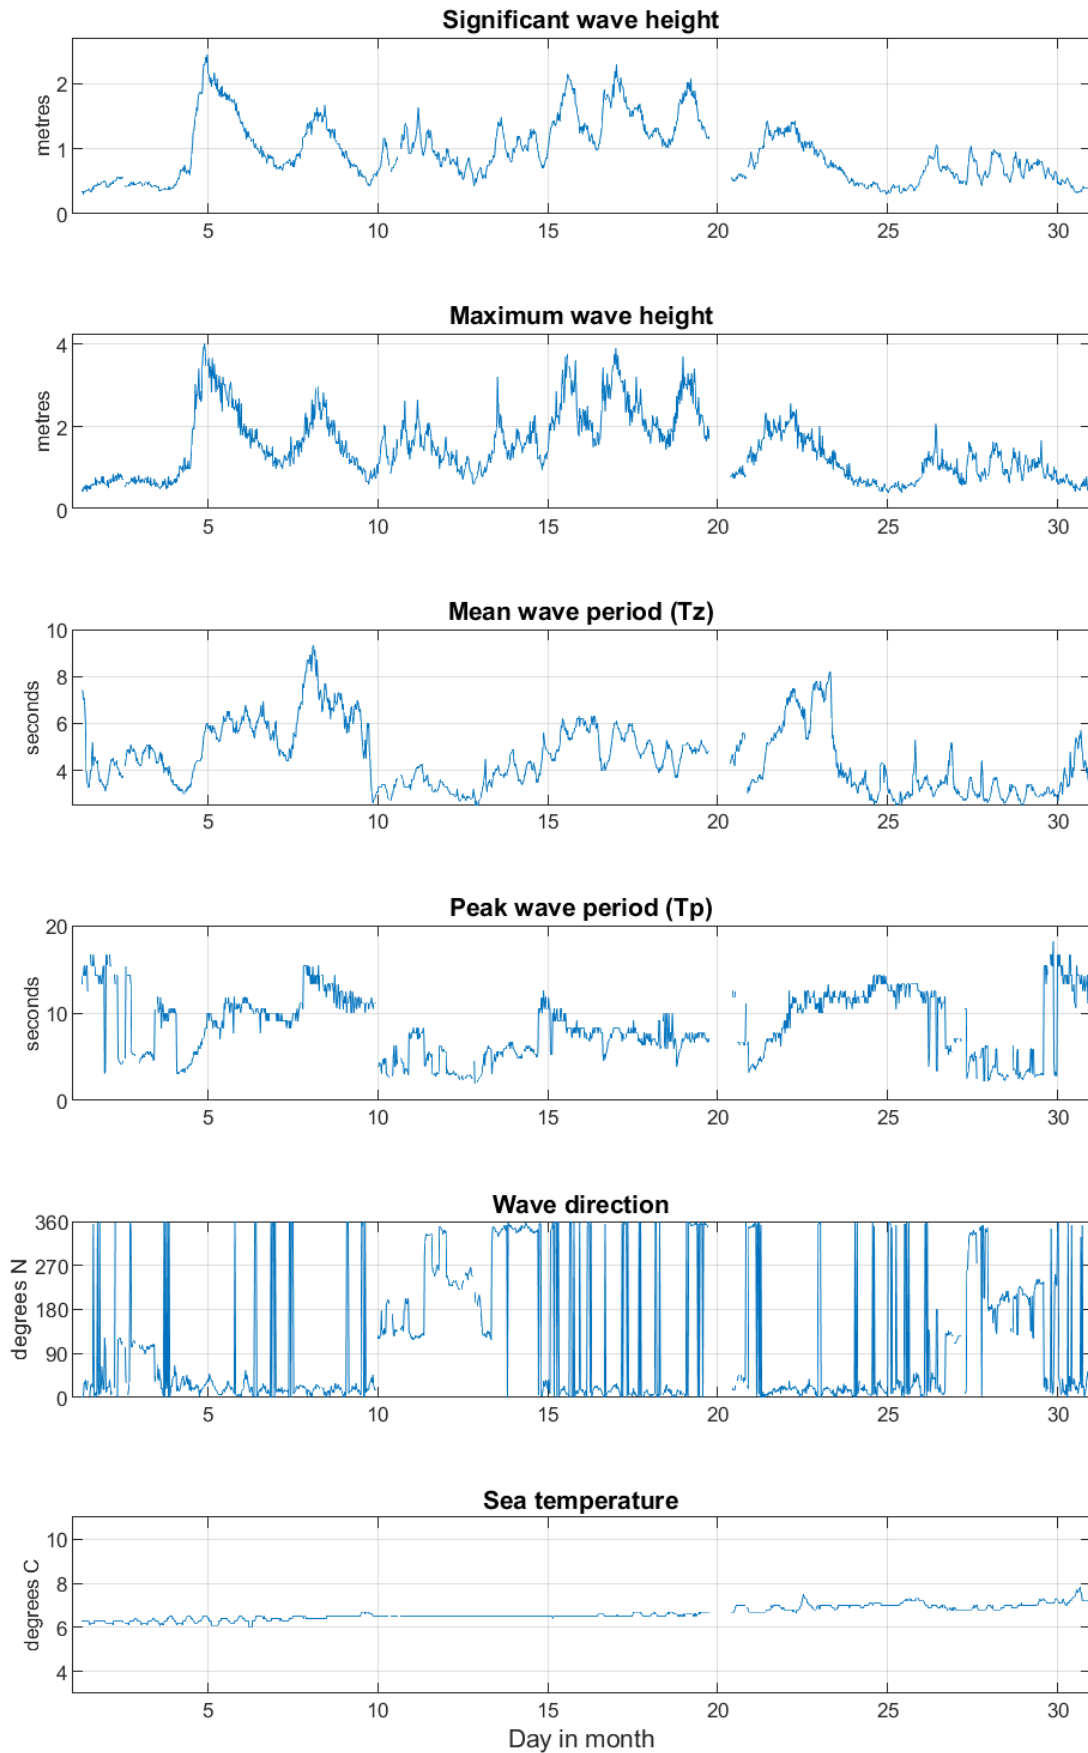 Significant wave height
metres
2
1
0
5 10 15 20 25 30
Maximum wave height
metres
4
2
0
5 10 15 20 25 30
Mean wave period (Tz)
seconds
10
8
6
4
5 10 15 20 25 30
Peak wave period (Tp)
seconds
20
10
0
5 10 15 20 25 30
Wave direction
degrees N
360
270
180
90
0
5 10 15 20 25 30
Sea temperature
degrees C
10
8
6
4
5 10 15 20 25 30
Day in month